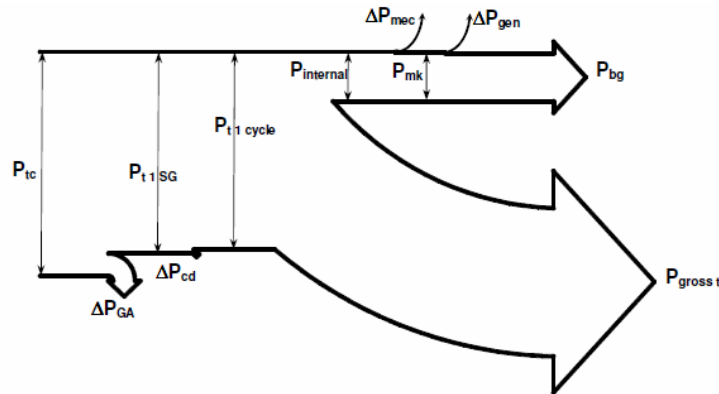 ΔPmec
ΔPgen
Pinternal
Pmk
Pbg
Pt 1 cycle
Ptc
Pt 1 SG
ΔPcd
ΔPGA
Pgross t